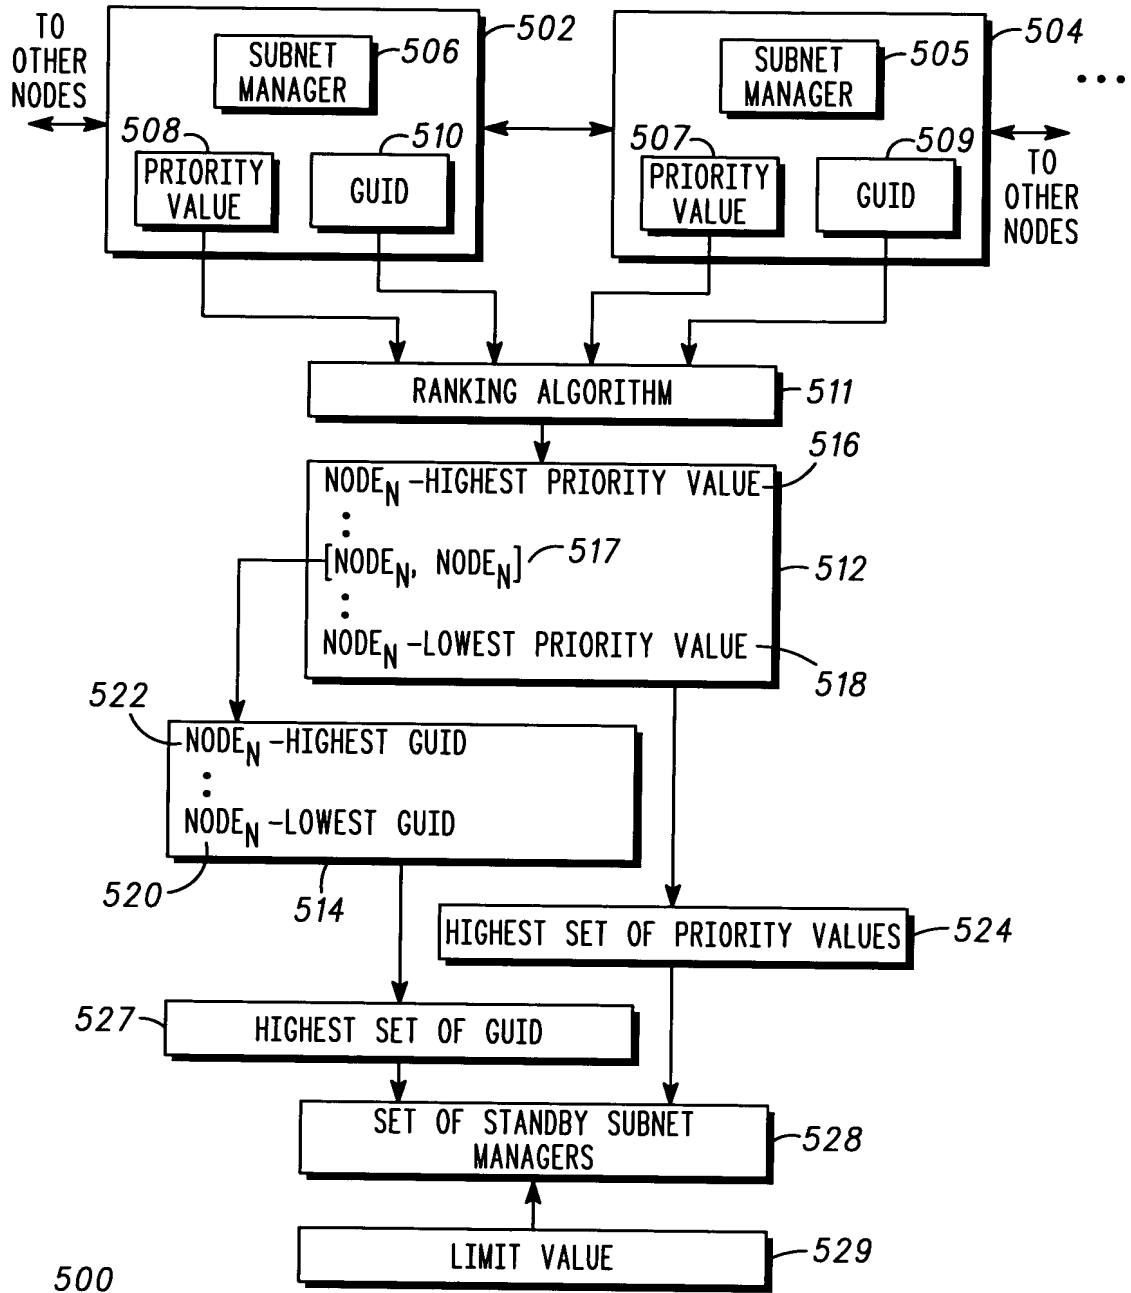 TO
OTHER
NODES
502
SUBNET
MANAGER
506
508
PRIORITY
VALUE
510
GUID
504
SUBNET
MANAGER
505
507
PRIORITY
VALUE
509
GUID
TO
OTHER
NODES
RANKING ALGORITHM
511
516
NODEN-HIGHEST PRIORITY VALUE
[NODEN, NODEN]
517
512
NODEN-LOWEST PRIORITY VALUE
518
522
NODEN-HIGHEST GUID
NODEN-LOWEST GUID
520
514
HIGHEST SET OF PRIORITY VALUES
524
527
HIGHEST SET OF GUID
SET OF STANDBY SUBNET
MANAGERS
528
LIMIT VALUE
529
500